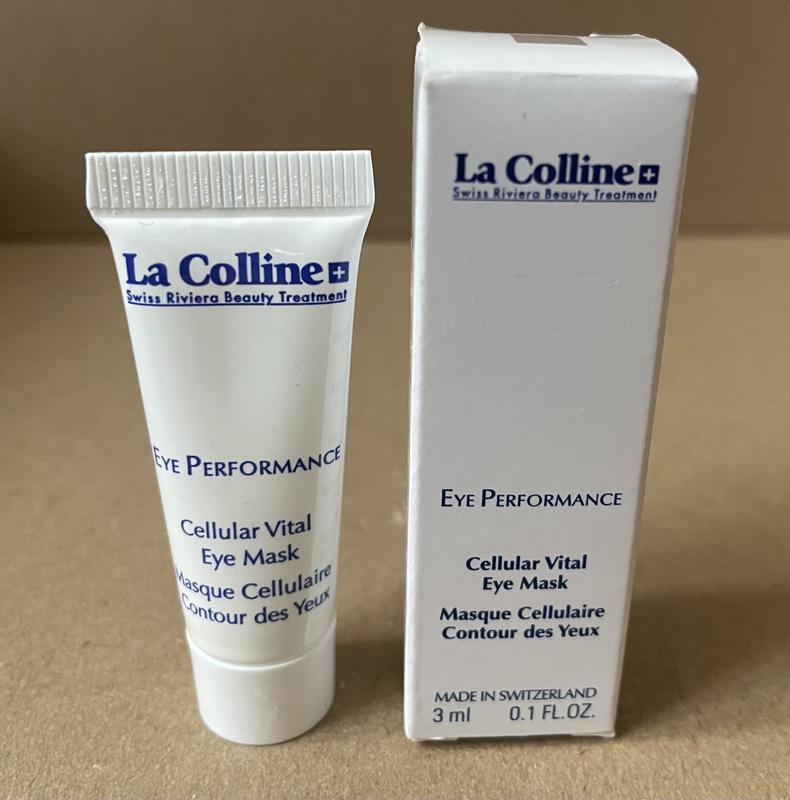 La Colline
Swiss Riviera Beauty Treatment
EYE PERFORMANCE
Cellular Vital
Eye Mask
Masque Cellulaire
Contour des Yeux
La Colline
Swiss Riviera Beauty Treatment
EYE PERFORMANCE
Cellular Vital
Eye Mask
Masque Cellulaire
Contour des Yeux
MADE IN SWITZERLAND
3 ml 0.1 FL.OZ.